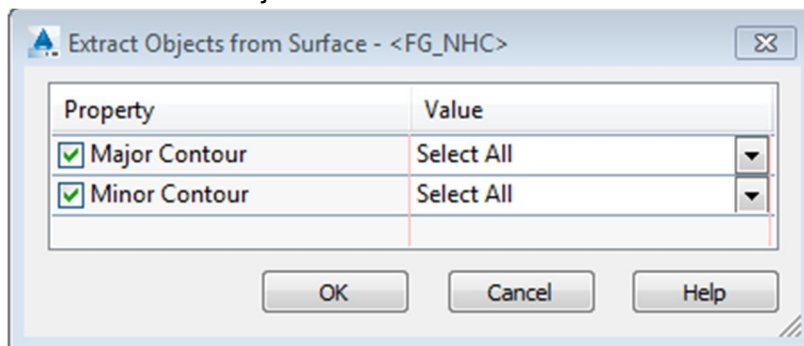 Extract Objects from Surface - <FG_NHC>
Property Value
Major Contour Select All
Minor Contour Select All
OK Cancel Help